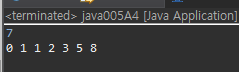 <terminated> java005A4 [Java Application]
7
0 1 1 2 3 5 8